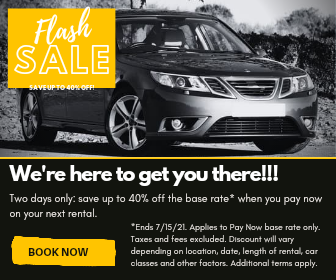 Flash
SALE
SAVE UP TO 40% OFF!
We're here to get you there!!!
Two days only: save up to 40% off the base rate* when you pay now
on your next rental.
*Ends 7/15/21. Applies to Pay Now base rate only.
Taxes and fees excluded. Discount will vary
depending on location, date, length of rental, car
classes and other factors. Additional terms apply.
BOOK NOW